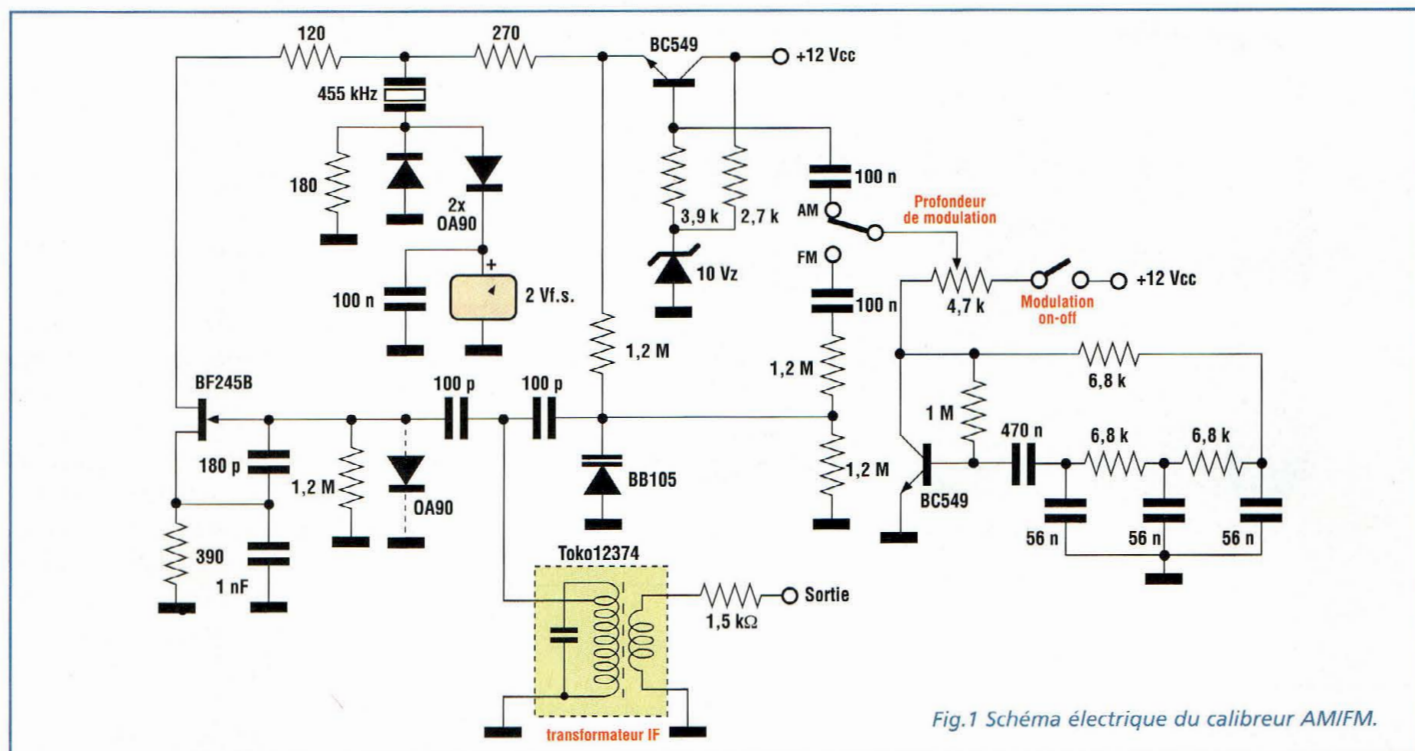 120
270
BC549
+12 Vcc
455 kHz
180
2x
OA90
100 n
+
2 Vf.s.
3,9 k
2,7 k
10 Vz
100 n
AM
FM
Profondeur
de modulation
100 n
4,7 k
Modulation
on-off
+12 Vcc
1,2 M
1,2 M
6,8 k
BF245B
100 p
100 p
1 M
470 n
6,8 k
6,8 k
180 p
1,2 M
OA90
BB105
1,2 M
BC549
56 n
56 n
56 n
390
1 nF
Toko12374
Sortie
1,5 kΩ
transformateur IF
Fig.1 Schéma électrique du calibreur AM/FM.